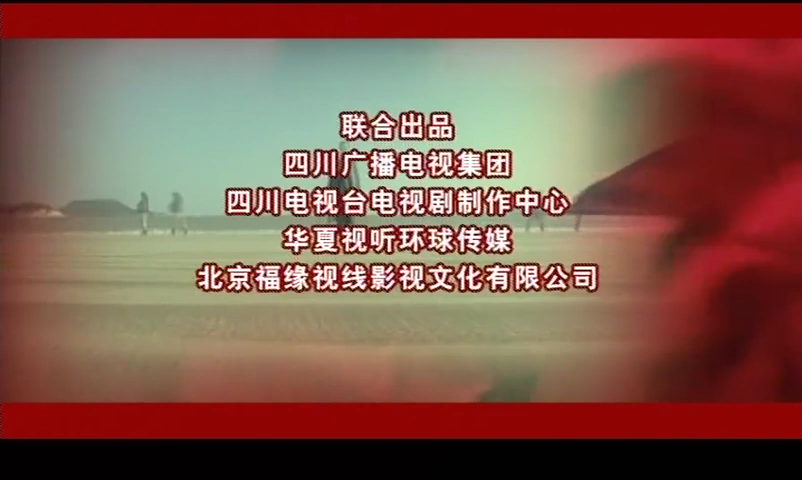 联合出品
四川广播电视集团
四川电视台电视剧制作中心
华夏视听环球传媒
北京福缘视线影视文化有限公司